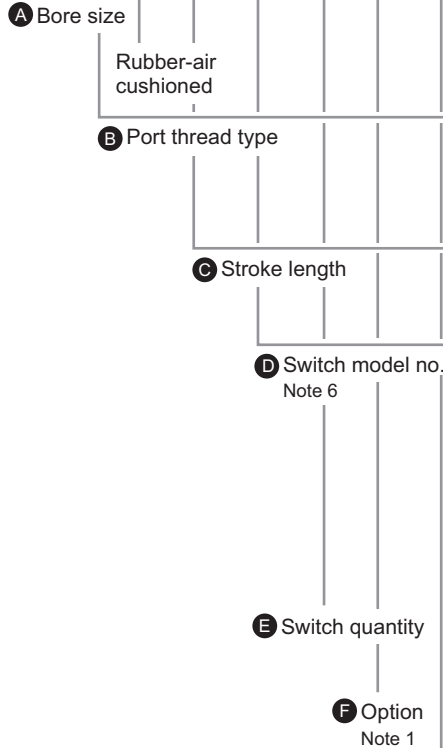 A Bore size
Rubber-air
cushioned
B Port thread type
C Stroke length
D Switch model no.
Note 6
E Switch quantity
F Option
Note 1